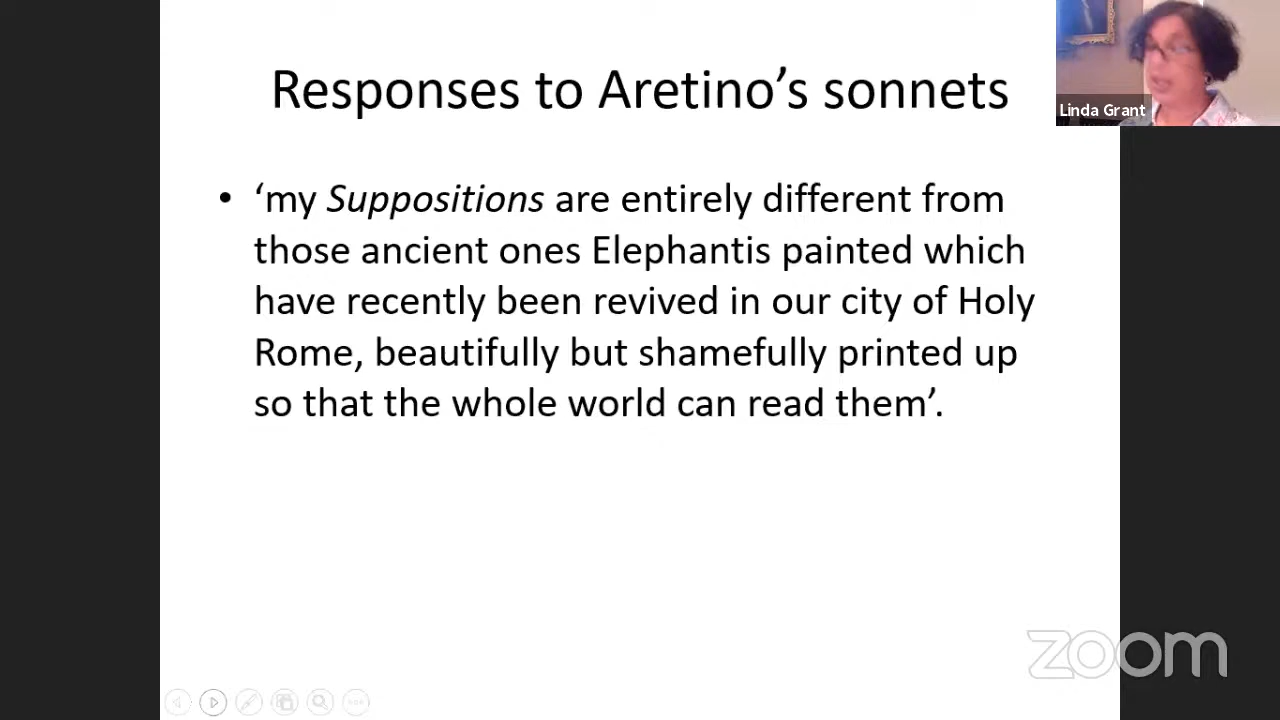 Responses to Aretino’s sonnets
Linda Grant
• ‘my Suppositions are entirely different from
those ancient ones Elephantis painted which
have recently been revived in our city of Holy
Rome, beautifully but shamefully printed up
so that the whole world can read them’.
zoom